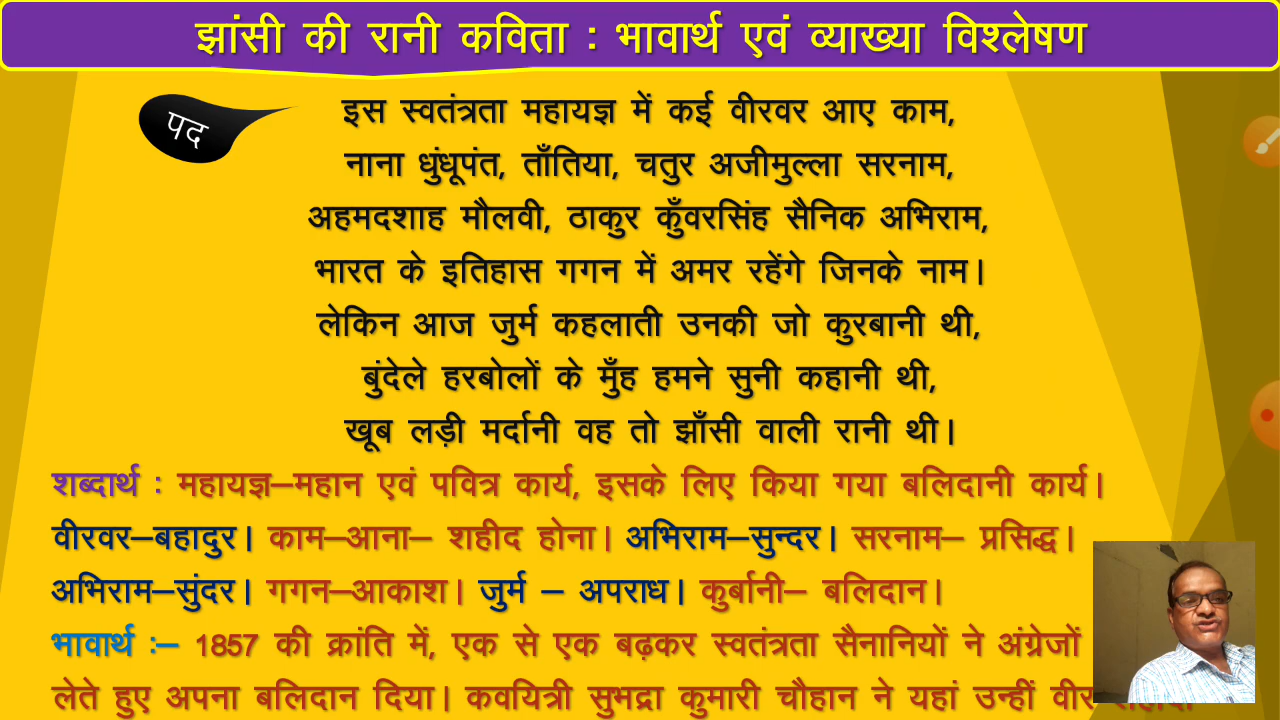 झांसी की रानी कविता : भावार्थ एवं व्याख्या विश्लेषण
पद
इस स्वतंत्रता महायज्ञ में कई वीरवर आए काम,
नाना धुंधूपंत, ताँतिया, चतुर अजीमुल्ला सरनाम,
अहमदशाह मौलवी, ठाकुर कुँवरसिंह सैनिक अभिराम,
भारत के इतिहास गगन में अमर रहेंगे जिनके नाम।
लेकिन आज जुर्म कहलाती उनकी जो कुरबानी थी,
बुंदेले हरबोलों के मुँह हमने सुनी कहानी थी,
खूब लड़ी मर्दानी वह तो झाँसी वाली रानी थी।
शब्दार्थ : महायज्ञ–महान एवं पवित्र कार्य, इसके लिए किया गया बलिदानी कार्य।
वीरवर–बहादुर। काम–आना– शहीद होना। अभिराम–सुन्दर। सरनाम– प्रसिद्ध।
अभिराम–सुंदर। गगन–आकाश। जुर्म – अपराध। कुर्बानी– बलिदान।
भावार्थ :– 1857 की क्रांति में, एक से एक बढ़कर स्वतंत्रता सैनानियों ने अंग्रेजों
लेते हुए अपना बलिदान दिया। कवयित्री सुभद्रा कुमारी चौहान ने यहां उन्हीं वीर